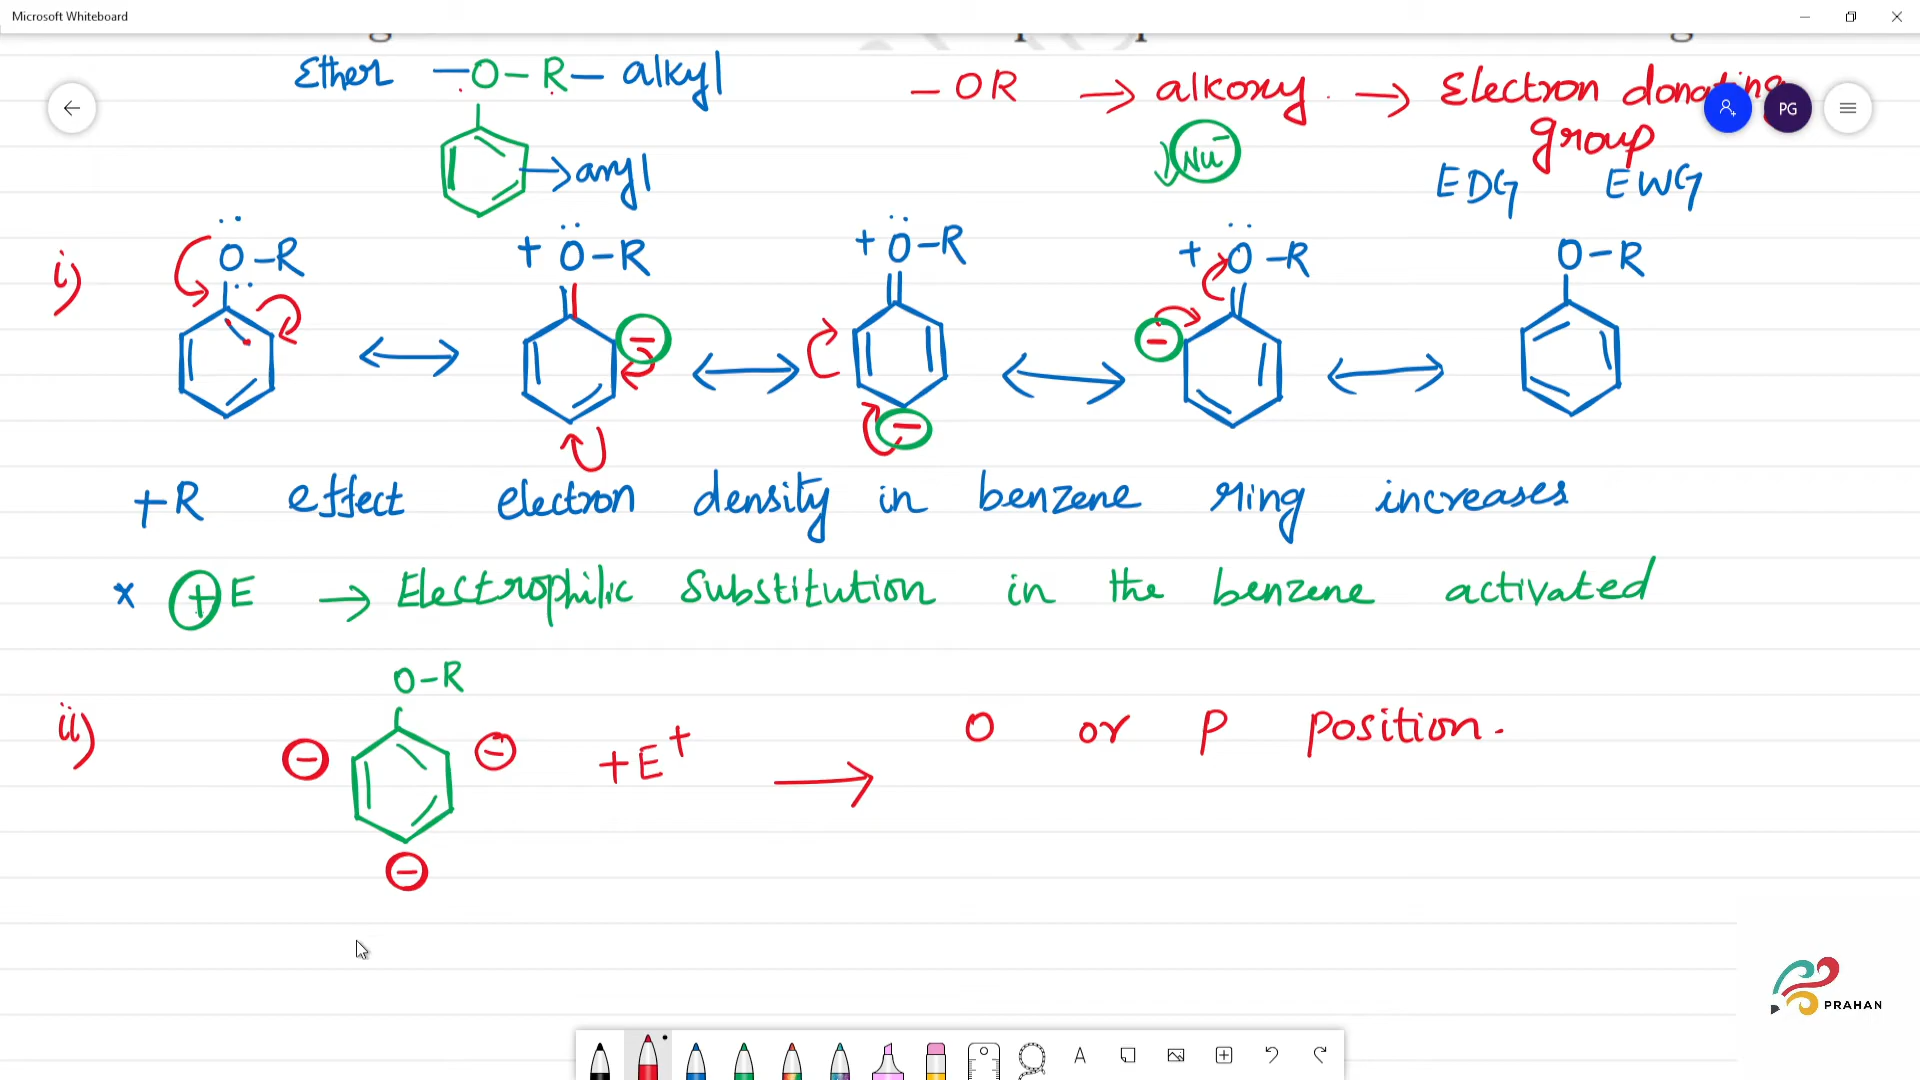 Microsoft Whiteboard
Ether —O—R— alkyl
—OR → alkoxy. → Electron donating
group
PG
→ aryl
Nu⁻
EDG EWG
i)
Ö—R
+ Ö—R
+ Ö—R
+ Ö—R
O—R
+R effect electron density in benzene ring increases
x ⊕E → Electrophilic substitution in the benzene activated
O—R
ii)
+E⁺ →
O or P position.
PRAHAN
A